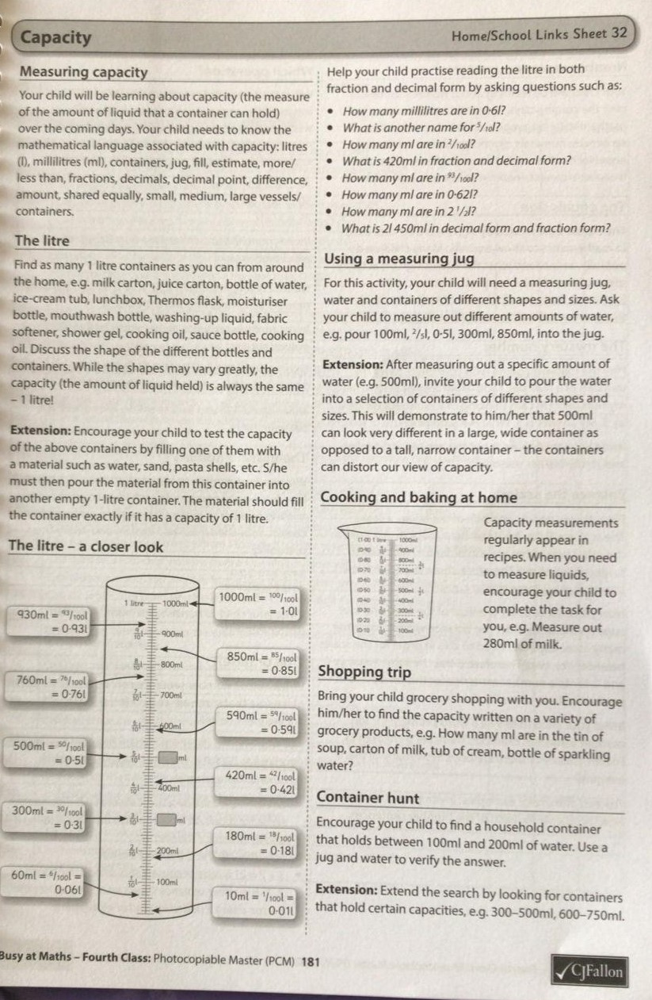 Capacity
Home/School Links Sheet 32
Measuring capacity
Your child will be learning about capacity (the measure
of the amount of liquid that a container can hold)
over the coming days. Your child needs to know the
mathematical language associated with capacity: litres
(l), millilitres (ml), containers, jug, fill, estimate, more/
less than, fractions, decimals, decimal point, difference,
amount, shared equally, small, medium, large vessels/
containers.
The litre
Find as many 1 litre containers as you can from around
the home, e.g. milk carton, juice carton, bottle of water,
ice-cream tub, lunchbox, Thermos flask, moisturiser
bottle, mouthwash bottle, washing-up liquid, fabric
softener, shower gel, cooking oil, sauce bottle, cooking
oil. Discuss the shape of the different bottles and
containers. While the shapes may vary greatly, the
capacity (the amount of liquid held) is always the same
– 1 litre!
Extension: Encourage your child to test the capacity
of the above containers by filling one of them with
a material such as water, sand, pasta shells, etc. S/he
must then pour the material from this container into
another empty 1-litre container. The material should fill
the container exactly if it has a capacity of 1 litre.
The litre – a closer look
930ml = 93/100l
= 0·93l
760ml = 76/100l
= 0·76l
500ml = 50/100l
= 0·5l
300ml = 30/100l
= 0·3l
60ml = 6/100l =
0·06l
1 litre 1000ml
9/10l 900ml
8/10l 800ml
7/10l 700ml
6/10l 600ml
5/10l ml
4/10l 400ml
3/10l ml
2/10l 200ml
1/10l 100ml
1000ml = 100/100l
= 1·0l
850ml = 85/100l
= 0·85l
590ml = 59/100l
= 0·59l
420ml = 42/100l
= 0·42l
180ml = 18/100l
= 0·18l
10ml = 1/100l =
0·01l
Help your child practise reading the litre in both
fraction and decimal form by asking questions such as:
• How many millilitres are in 0·6l?
• What is another name for 5/10l?
• How many ml are in 2/100l?
• What is 420ml in fraction and decimal form?
• How many ml are in 93/100l?
• How many ml are in 0·62l?
• How many ml are in 2 1/2l?
• What is 2l 450ml in decimal form and fraction form?
Using a measuring jug
For this activity, your child will need a measuring jug,
water and containers of different shapes and sizes. Ask
your child to measure out different amounts of water,
e.g. pour 100ml, 2/5l, 0·5l, 300ml, 850ml, into the jug.
Extension: After measuring out a specific amount of
water (e.g. 500ml), invite your child to pour the water
into a selection of containers of different shapes and
sizes. This will demonstrate to him/her that 500ml
can look very different in a large, wide container as
opposed to a tall, narrow container – the containers
can distort our view of capacity.
Cooking and baking at home
(1·00) 1 litre 1000ml
(0·90) 900ml
(0·80) 800ml
(0·70) 700ml
(0·60) 600ml
(0·50) 500ml
(0·40) 400ml
(0·30) 300ml
(0·20) 200ml
(0·10) 100ml
Capacity measurements
regularly appear in
recipes. When you need
to measure liquids,
encourage your child to
complete the task for
you, e.g. Measure out
280ml of milk.
Shopping trip
Bring your child grocery shopping with you. Encourage
him/her to find the capacity written on a variety of
grocery products, e.g. How many ml are in the tin of
soup, carton of milk, tub of cream, bottle of sparkling
water?
Container hunt
Encourage your child to find a household container
that holds between 100ml and 200ml of water. Use a
jug and water to verify the answer.
Extension: Extend the search by looking for containers
that hold certain capacities, e.g. 300–500ml, 600–750ml.
Busy at Maths – Fourth Class: Photocopiable Master (PCM) 181
CJFallon